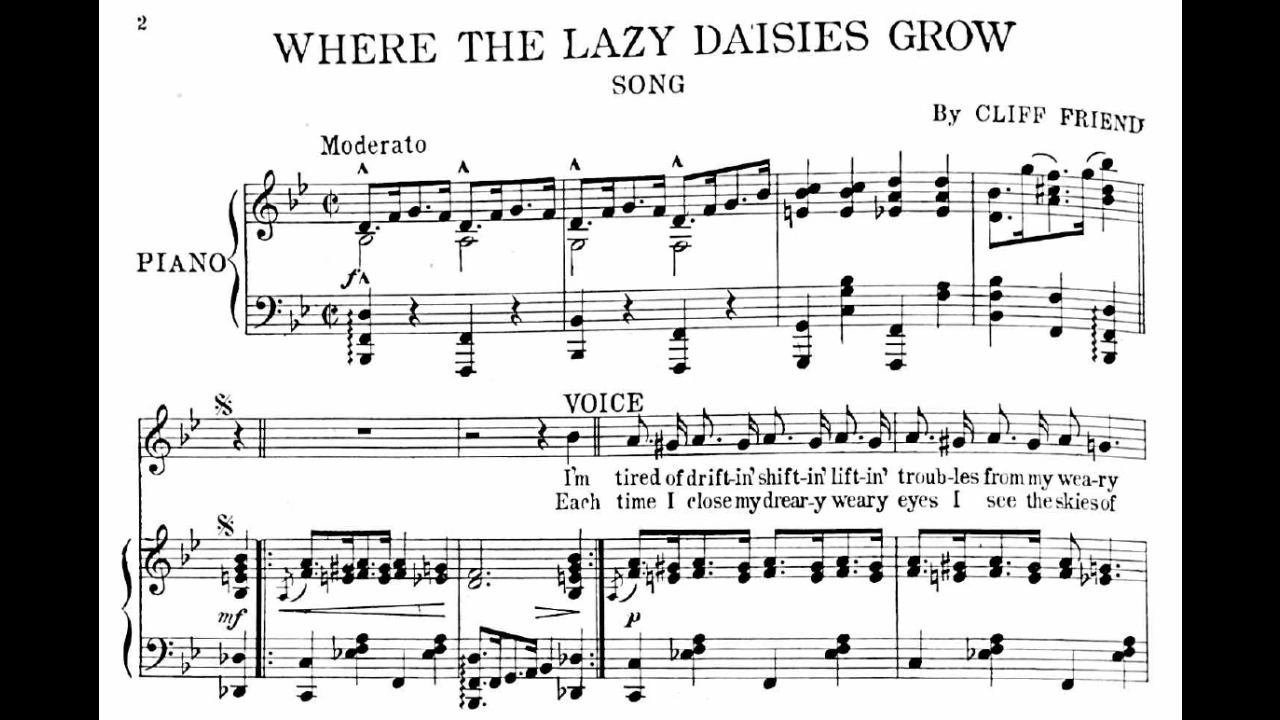 2
WHERE THE LAZY DAISIES GROW
SONG
By CLIFF FRIEND
Moderato
PIANO
f
VOICE
I'm tired of drift-in' shift-in' lift-in' troub-les from my wea-ry
Each time I close my drear-y weary eyes I see the skies of
mf
p